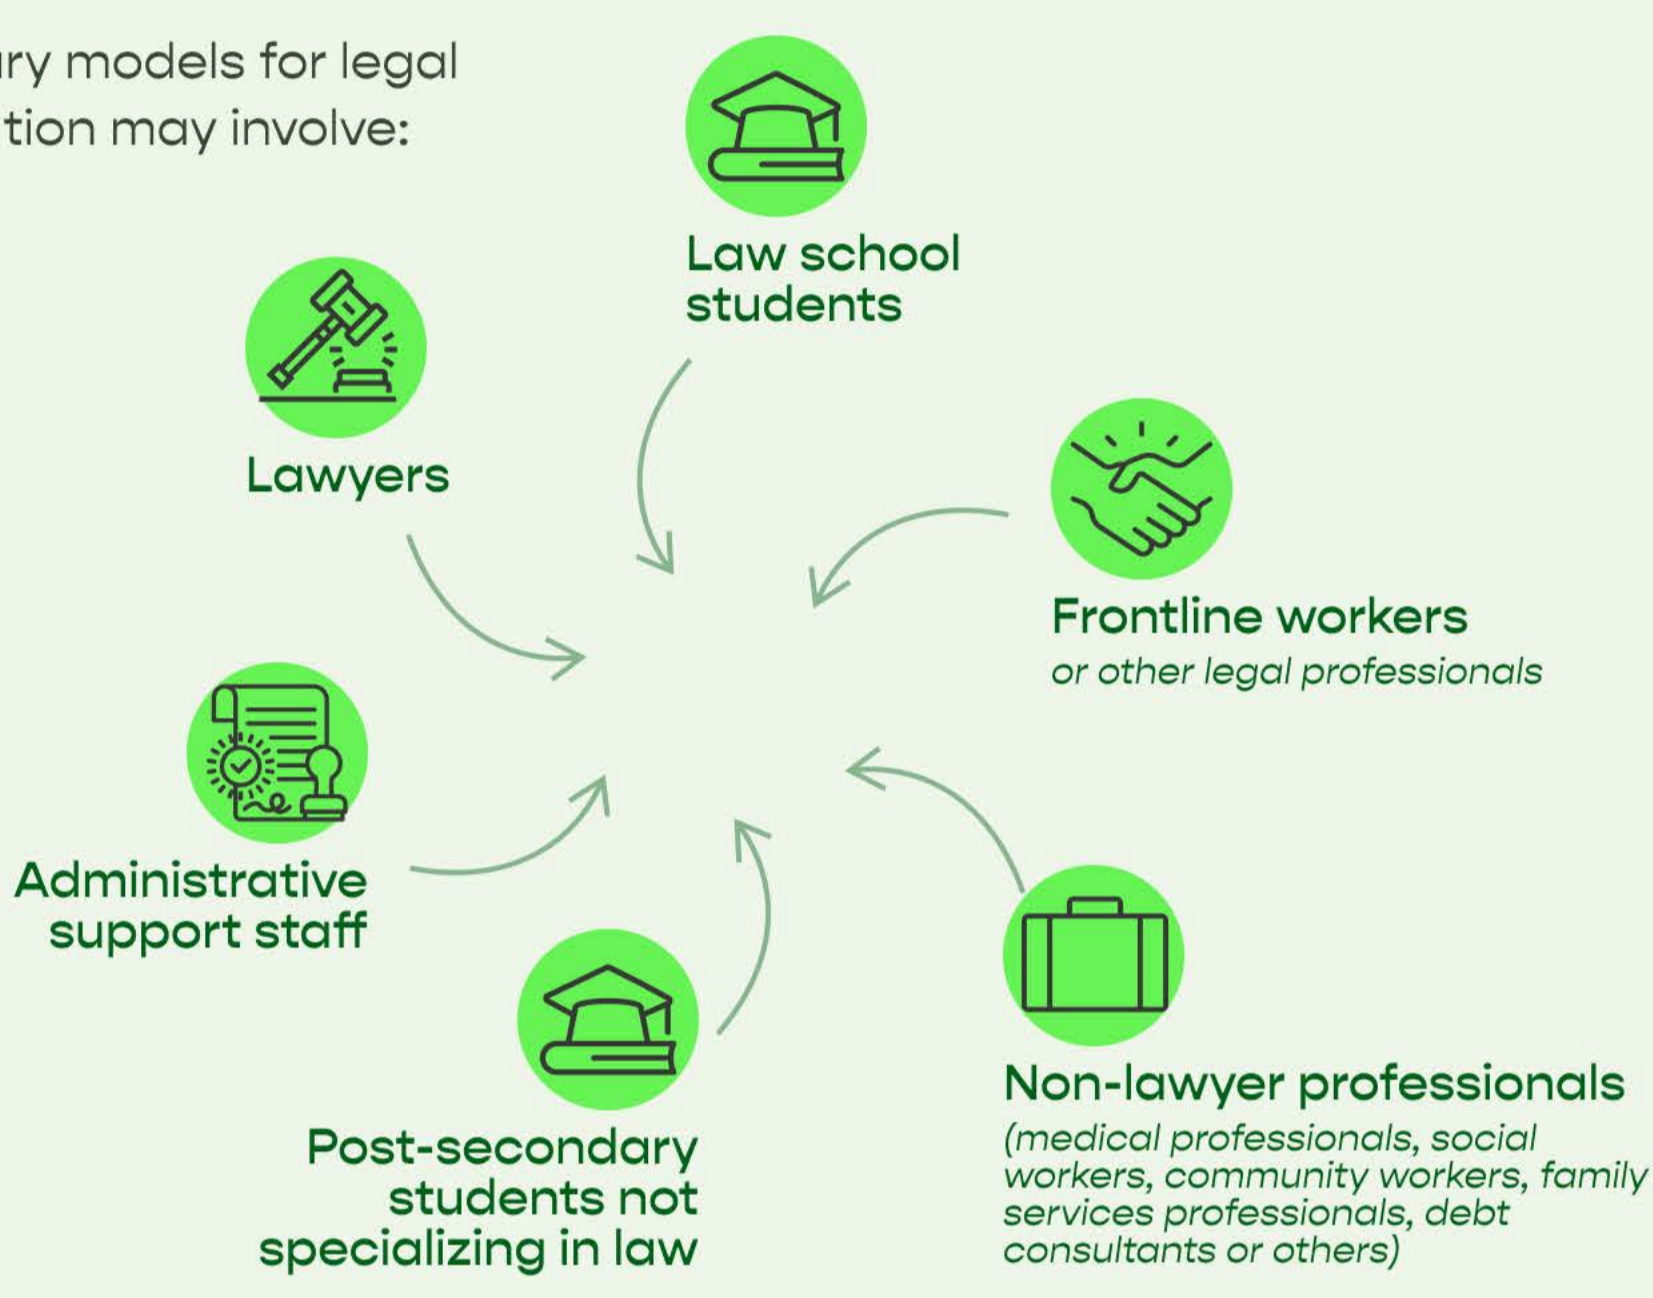 ry models for legal
tion may involve:
Law school
students
Lawyers
Frontline workers
or other legal professionals
Administrative
support staff
Post-secondary
students not
specializing in law
Non-lawyer professionals
(medical professionals, social
workers, community workers, family
services professionals, debt
consultants or others)